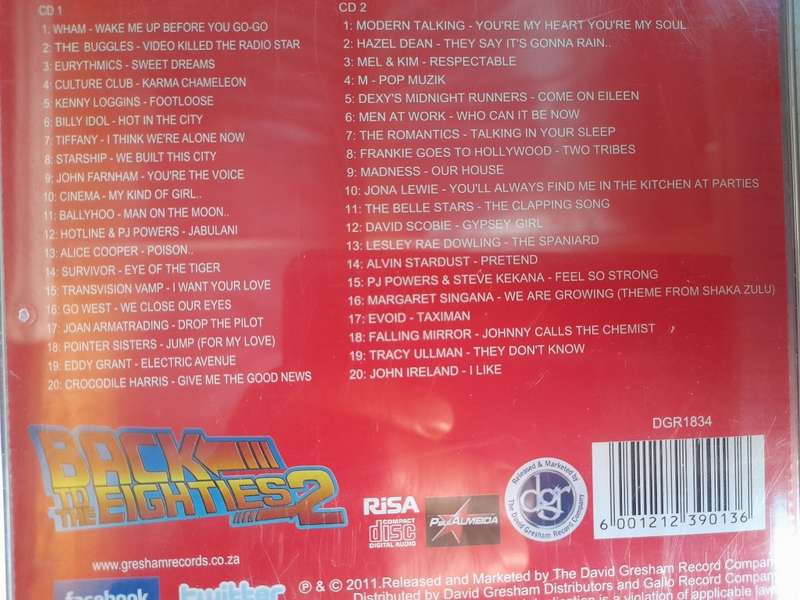 CD 1
1: WHAM - WAKE ME UP BEFORE YOU GO-GO
2: THE BUGGLES - VIDEO KILLED THE RADIO STAR
3: EURYTHMICS - SWEET DREAMS
4: CULTURE CLUB - KARMA CHAMELEON
5: KENNY LOGGINS - FOOTLOOSE
6: BILLY IDOL - HOT IN THE CITY
7: TIFFANY - I THINK WE'RE ALONE NOW
8: STARSHIP - WE BUILT THIS CITY
9: JOHN FARNHAM - YOU'RE THE VOICE
10: CINEMA - MY KIND OF GIRL..
11: BALLYHOO - MAN ON THE MOON..
12: HOTLINE & PJ POWERS - JABULANI
13: ALICE COOPER - POISON..
14: SURVIVOR - EYE OF THE TIGER
15: TRANSVISION VAMP - I WANT YOUR LOVE
16: GO WEST - WE CLOSE OUR EYES
17: JOAN ARMATRADING - DROP THE PILOT
18: POINTER SISTERS - JUMP (FOR MY LOVE)
19: EDDY GRANT - ELECTRIC AVENUE
20: CROCODILE HARRIS - GIVE ME THE GOOD NEWS
CD 2
1: MODERN TALKING - YOU'RE MY HEART YOU'RE MY SOUL
2: HAZEL DEAN - THEY SAY IT'S GONNA RAIN..
3: MEL & KIM - RESPECTABLE
4: M - POP MUZIK
5: DEXY'S MIDNIGHT RUNNERS - COME ON EILEEN
6: MEN AT WORK - WHO CAN IT BE NOW
7: THE ROMANTICS - TALKING IN YOUR SLEEP
8: FRANKIE GOES TO HOLLYWOOD - TWO TRIBES
9: MADNESS - OUR HOUSE
10: JONA LEWIE - YOU'LL ALWAYS FIND ME IN THE KITCHEN AT PARTIES
11: THE BELLE STARS - THE CLAPPING SONG
12: DAVID SCOBIE - GYPSEY GIRL
13: LESLEY RAE DOWLING - THE SPANIARD
14: ALVIN STARDUST - PRETEND
15: PJ POWERS & STEVE KEKANA - FEEL SO STRONG
16: MARGARET SINGANA - WE ARE GROWING (THEME FROM SHAKA ZULU)
17: EVOID - TAXIMAN
18: FALLING MIRROR - JOHNNY CALLS THE CHEMIST
19: TRACY ULLMAN - THEY DON'T KNOW
20: JOHN IRELAND - I LIKE
DGR1834
BACK
TO THE EIGHTIES 2
RiSA
COMPACT
disc
DIGITAL AUDIO
ALMEIDA
Released & Marketed by
dgr
The David Gresham Record Company
6 001212 390136
www.greshamrecords.co.za
facebook
twitter
℗ & © 2011.Released and Marketed by The David Gresham Record Compan
Distributed by David Gresham Distributors and Gallo Record Compan
is a violation of applicable law